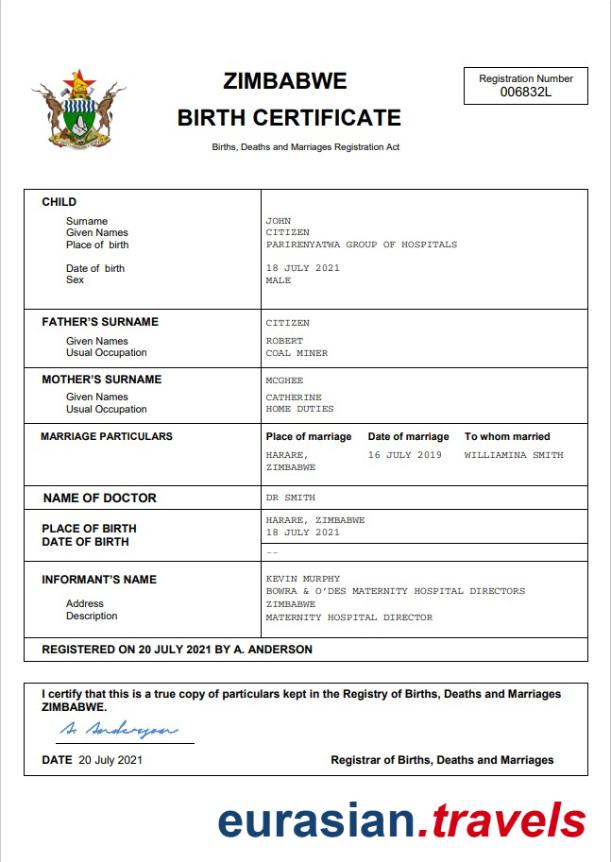 ZIMBABWE
BIRTH CERTIFICATE
Births, Deaths and Marriages Registration Act
Registration Number
006832L
CHILD
Surname JOHN
Given Names CITIZEN
Place of birth PARIRENYATWA GROUP OF HOSPITALS
Date of birth 18 JULY 2021
Sex MALE
FATHER'S SURNAME CITIZEN
Given Names ROBERT
Usual Occupation COAL MINER
MOTHER'S SURNAME MCGHEE
Given Names CATHERINE
Usual Occupation HOME DUTIES
MARRIAGE PARTICULARS Place of marriage Date of marriage To whom married
HARARE, 16 JULY 2019 WILLIAMINA SMITH
ZIMBABWE
NAME OF DOCTOR DR SMITH
HARARE, ZIMBABWE
PLACE OF BIRTH 18 JULY 2021
DATE OF BIRTH
--
INFORMANT'S NAME KEVIN MURPHY
BOWRA & O'DES MATERNITY HOSPITAL DIRECTORS
Address ZIMBABWE
Description MATERNITY HOSPITAL DIRECTOR
REGISTERED ON 20 JULY 2021 BY A. ANDERSON
I certify that this is a true copy of particulars kept in the Registry of Births, Deaths and Marriages
ZIMBABWE.
A. Anderson
DATE 20 July 2021 Registrar of Births, Deaths and Marriages
eurasian.travels